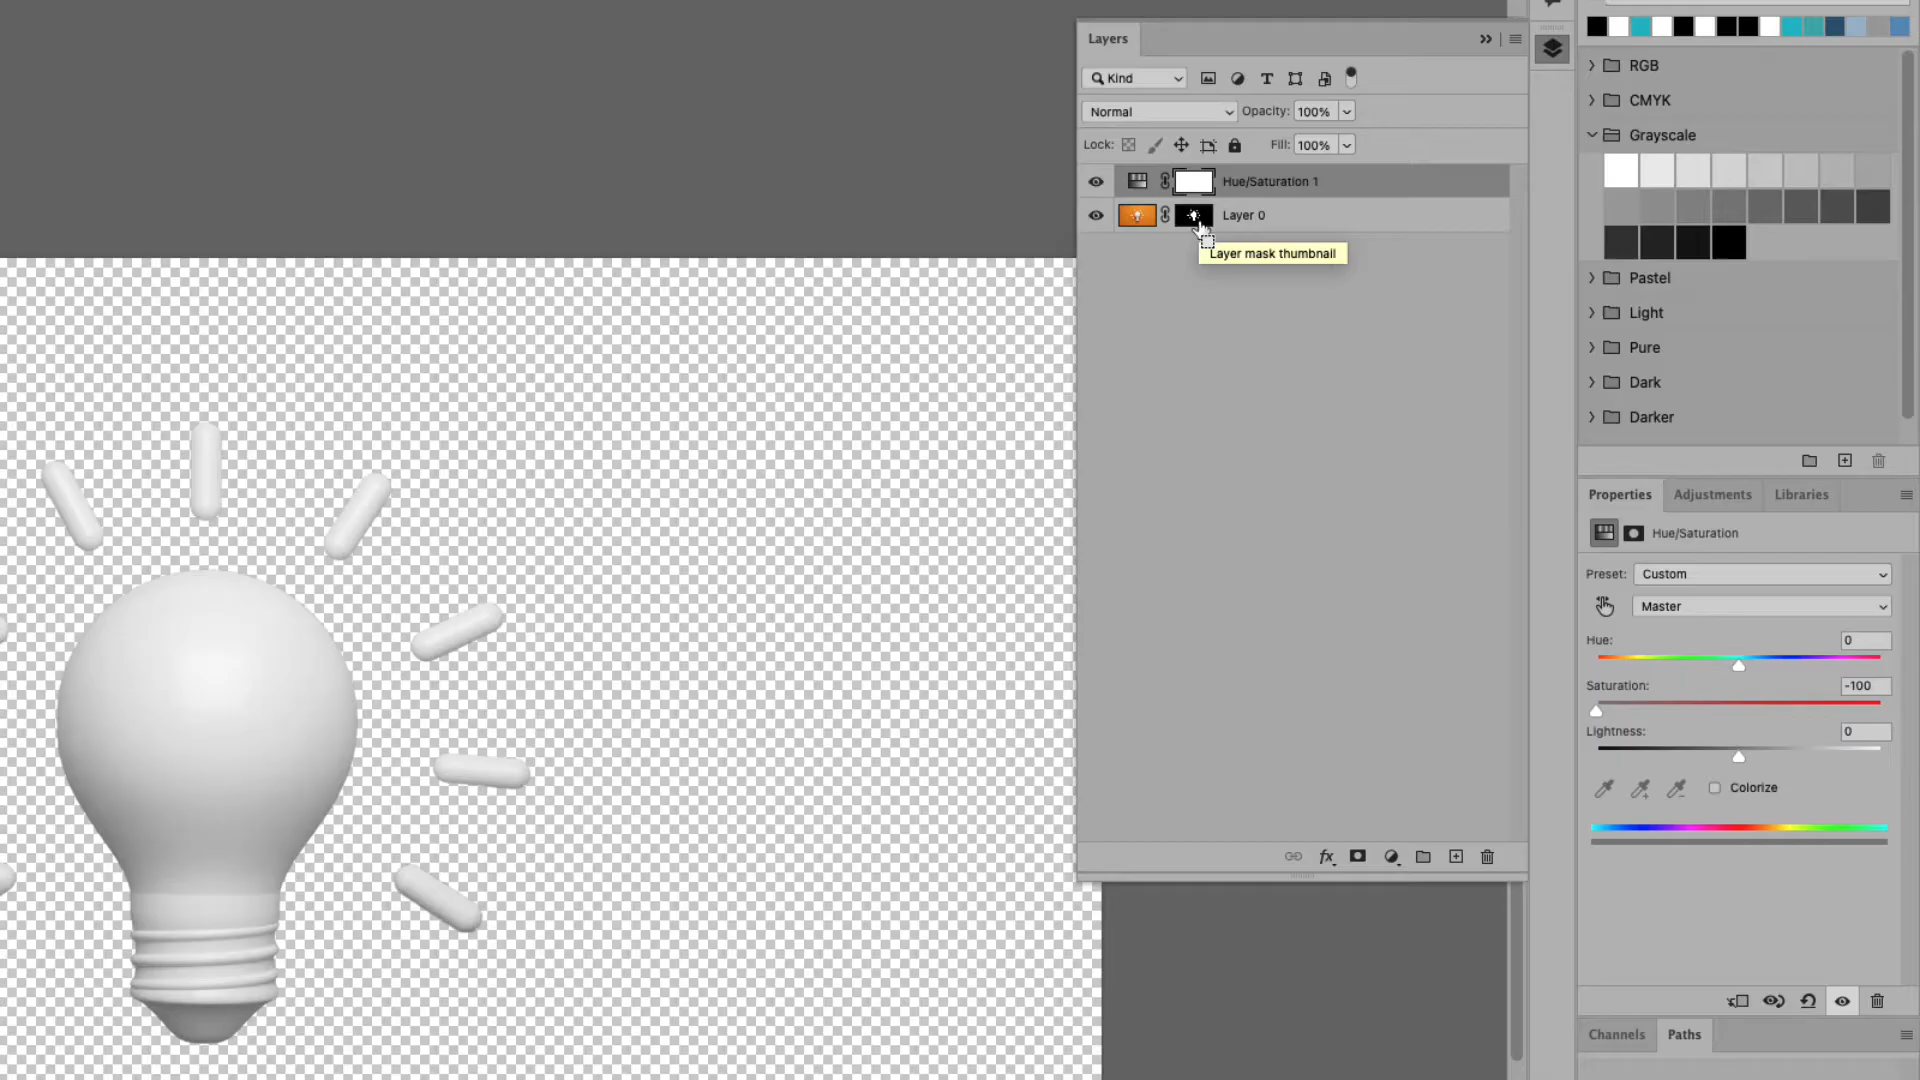 Layers
Kind
Normal
Opacity: 100%
Lock:
Fill: 100%
Hue/Saturation 1
Layer 0
Layer mask thumbnail
RGB
CMYK
Grayscale
Pastel
Light
Pure
Dark
Darker
Properties
Adjustments
Libraries
Hue/Saturation
Preset: Custom
Master
Hue: 0
Saturation: -100
Lightness: 0
Colorize
Channels
Paths